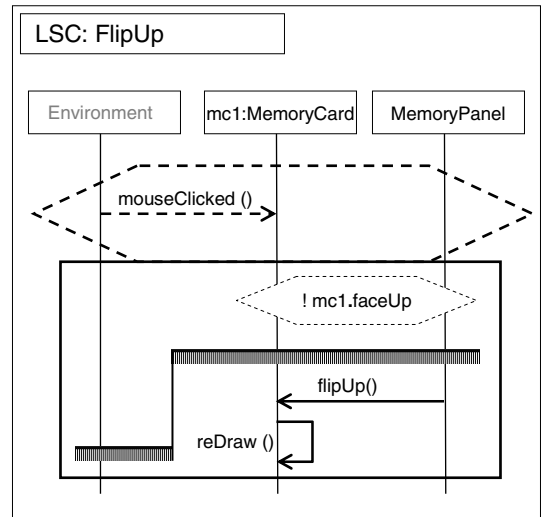 LSC: FlipUp
Environment
mc1:MemoryCard
MemoryPanel
mouseClicked ()
! mc1.faceUp
flipUp()
reDraw ()